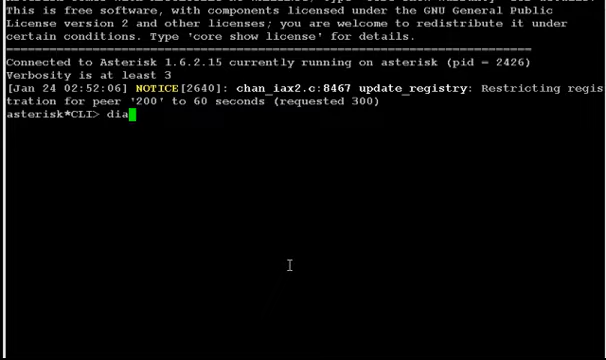 This is free software, with components licensed under the GNU General Public
License version 2 and other licenses; you are welcome to redistribute it under
certain conditions. Type 'core show license' for details.
=========================================================================
Connected to Asterisk 1.6.2.15 currently running on asterisk (pid = 2426)
Verbosity is at least 3
[Jan 24 02:52:06] NOTICE[2640]: chan_iax2.c:8467 update_registry: Restricting regis
tration for peer '200' to 60 seconds (requested 300)
asterisk*CLI> dia